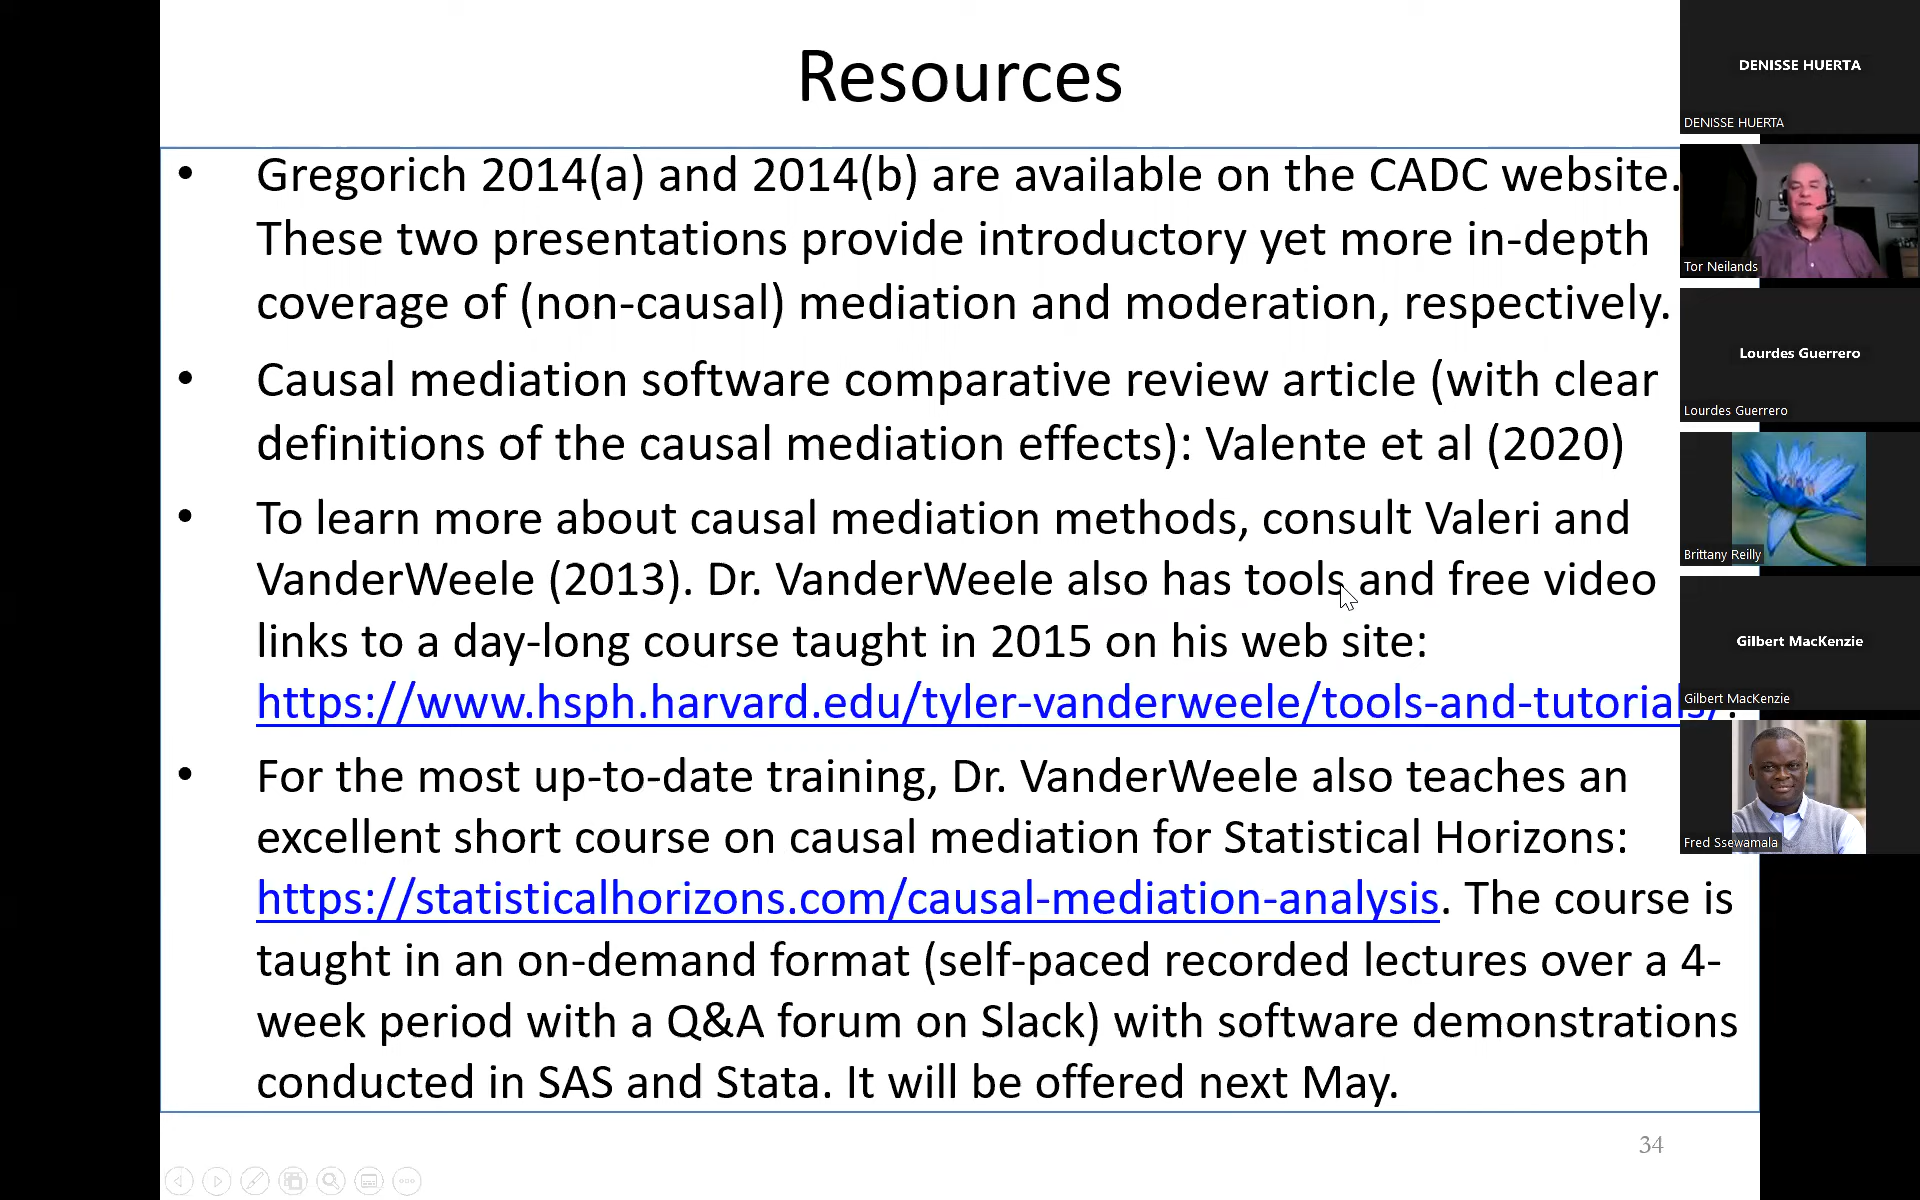 Resources
• Gregorich 2014(a) and 2014(b) are available on the CADC website.
These two presentations provide introductory yet more in-depth
coverage of (non-causal) mediation and moderation, respectively.
• Causal mediation software comparative review article (with clear
definitions of the causal mediation effects): Valente et al (2020)
• To learn more about causal mediation methods, consult Valeri and
VanderWeele (2013). Dr. VanderWeele also has tools and free video
links to a day-long course taught in 2015 on his web site:
https://www.hsph.harvard.edu/tyler-vanderweele/tools-and-tutorials/.
• For the most up-to-date training, Dr. VanderWeele also teaches an
excellent short course on causal mediation for Statistical Horizons:
https://statisticalhorizons.com/causal-mediation-analysis. The course is
taught in an on-demand format (self-paced recorded lectures over a 4-
week period with a Q&A forum on Slack) with software demonstrations
conducted in SAS and Stata. It will be offered next May.
34
DENISSE HUERTA
DENISSE HUERTA
Tor Neilands
Lourdes Guerrero
Lourdes Guerrero
Brittany Reilly
Gilbert MacKenzie
Gilbert MacKenzie
Fred Ssewamala